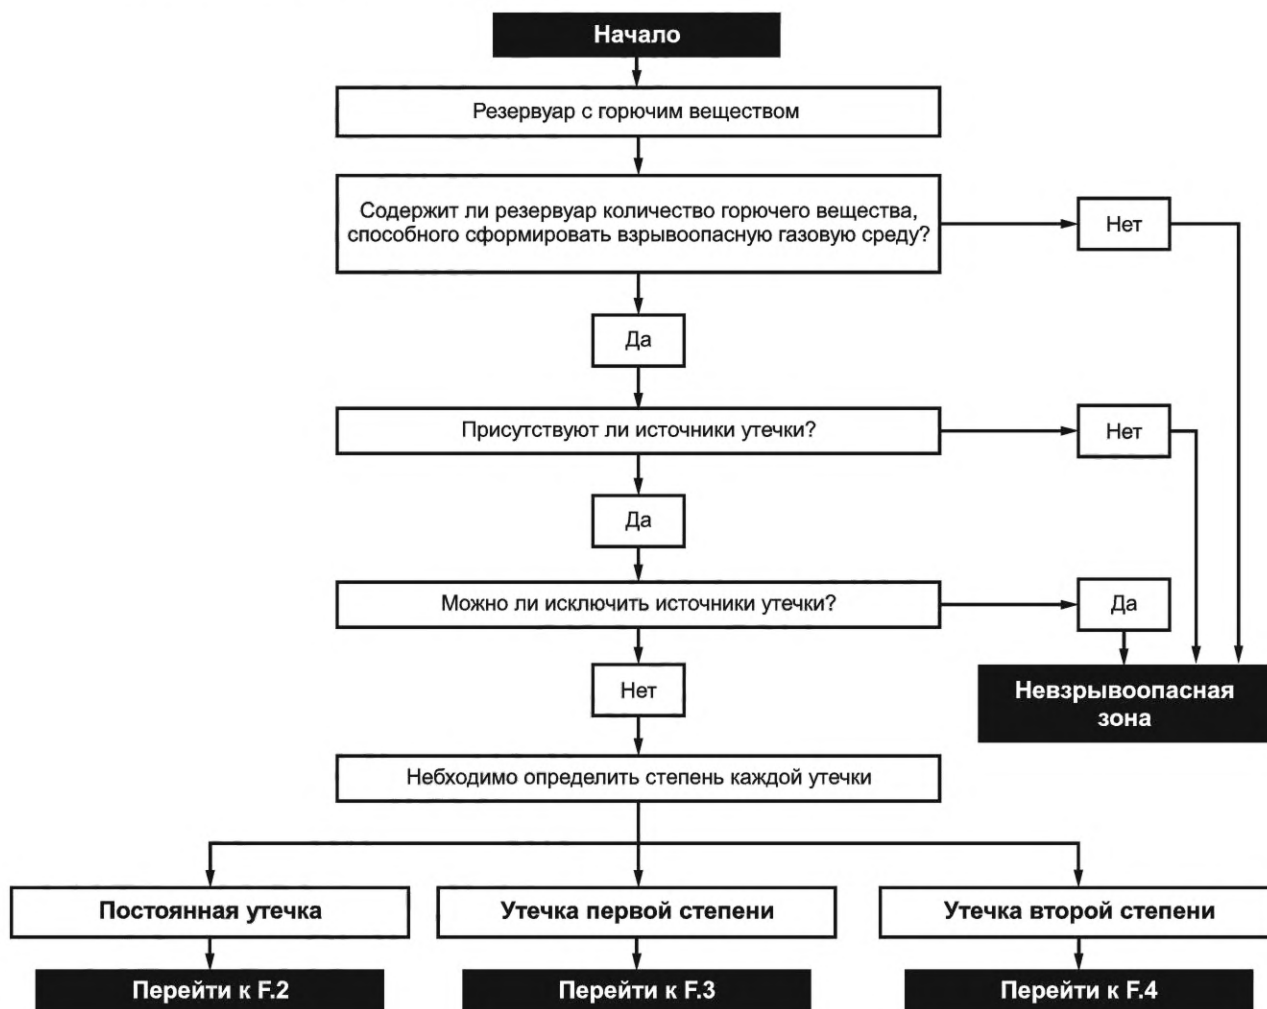 Начало
Резервуар с горючим веществом
Содержит ли резервуар количество горючего вещества,
способного сформировать взрывоопасную газовую среду?
Нет
Да
Присутствуют ли источники утечки?
Нет
Да
Можно ли исключить источники утечки?
Да
Нет
Невзрывоопасная
зона
Небходимо определить степень каждой утечки
Постоянная утечка
Утечка первой степени
Утечка второй степени
Перейти к F.2
Перейти к F.3
Перейти к F.4